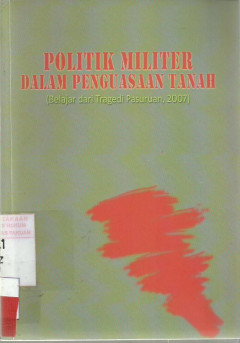 POLITIK MILITER
DALAM PENGUASAAN TANAH
(Belajar dari Tragedi Pasuruan, 2007)